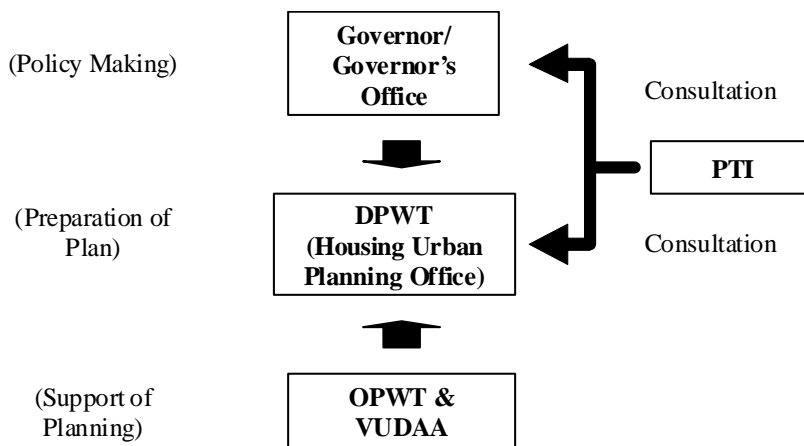 (Policy Making)
Governor/
Governor's
Office
Consultation
PTI
(Preparation of
Plan)
DPWT
(Housing Urban
Planning Office)
Consultation
(Support of
Planning)
OPWT &
VUDAA